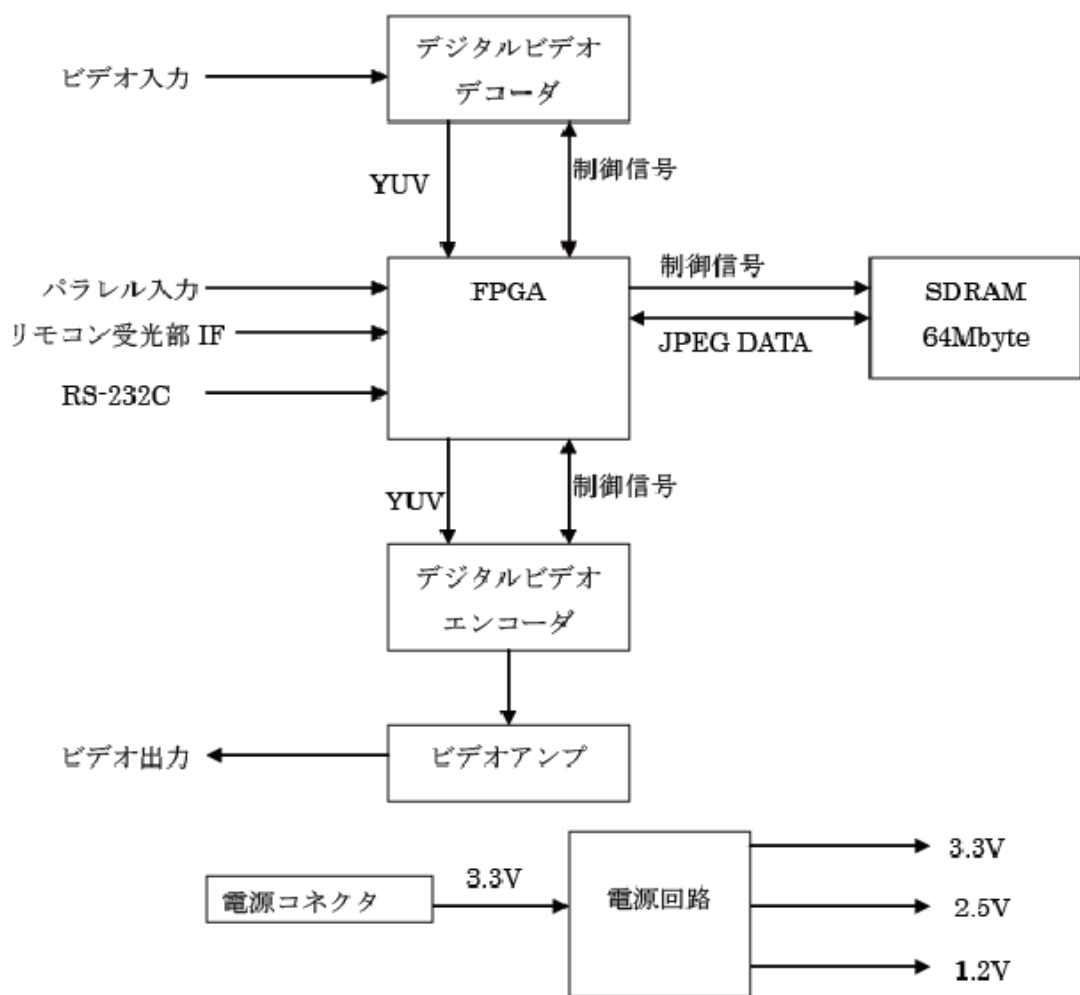 デジタルビデオ
デコーダ
ビデオ入力
YUV
制御信号
パラレル入力
リモコン受光部 IF
RS-232C
FPGA
制御信号
JPEG DATA
SDRAM
64Mbyte
YUV
制御信号
デジタルビデオ
エンコーダ
ビデオ出力
ビデオアンプ
電源コネクタ
3.3V
電源回路
3.3V
2.5V
1.2V